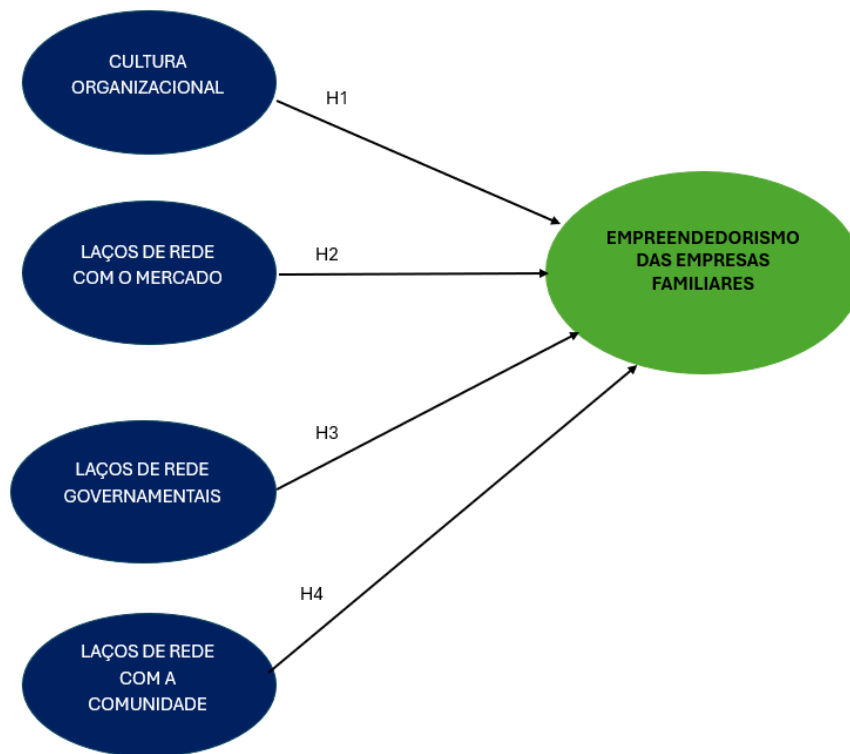 CULTURA
ORGANIZACIONAL
H1
LAÇOS DE REDE
COM O MERCADO
H2
EMPREENDEDORISMO
DAS EMPRESAS
FAMILIARES
LAÇOS DE REDE
GOVERNAMENTAIS
H3
LAÇOS DE REDE
COM A
COMUNIDADE
H4